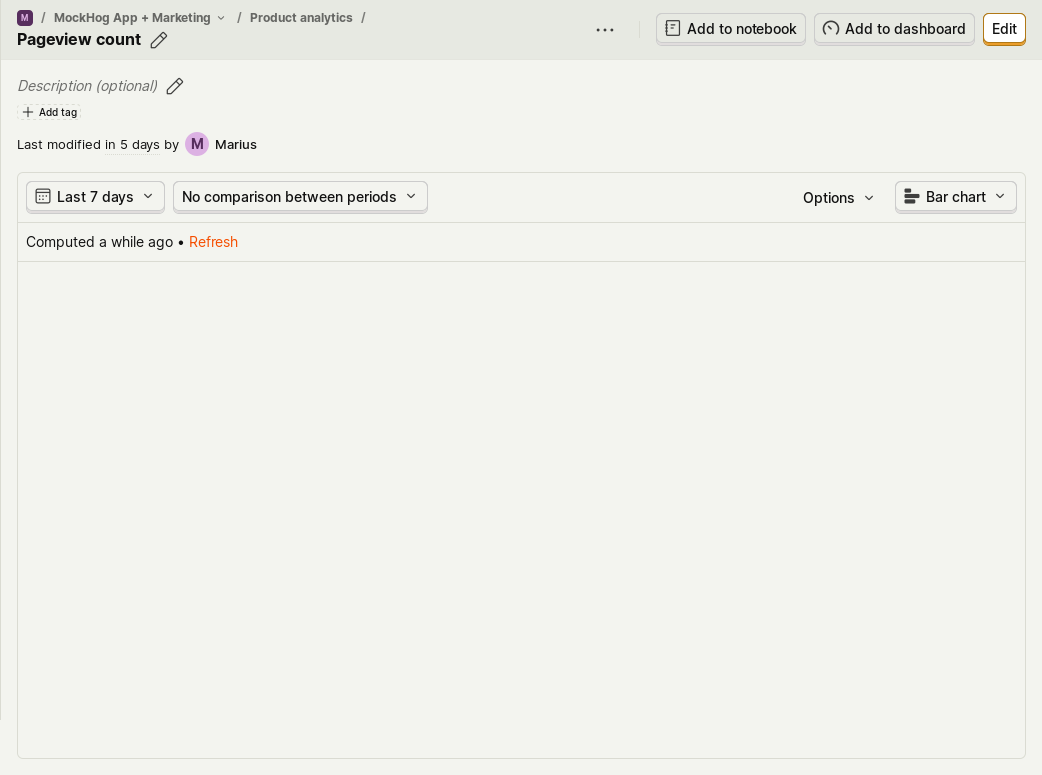 M / MockHog App + Marketing / Product analytics /
Pageview count
Add to notebook
Add to dashboard
Edit
Description (optional)
Add tag
Last modified in 5 days by M Marius
Last 7 days
No comparison between periods
Options
Bar chart
Computed a while ago • Refresh